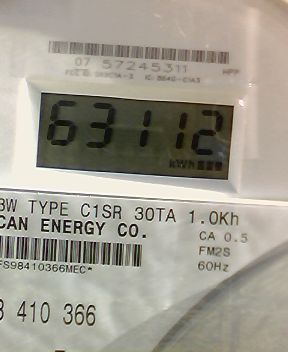 07 57245311
63112
kWh
3W TYPE C1SR 30TA 1.0Kh
CAN ENERGY CO.
CA 0.5
FM2S
FS98410366MEC*
60Hz
3 410 366